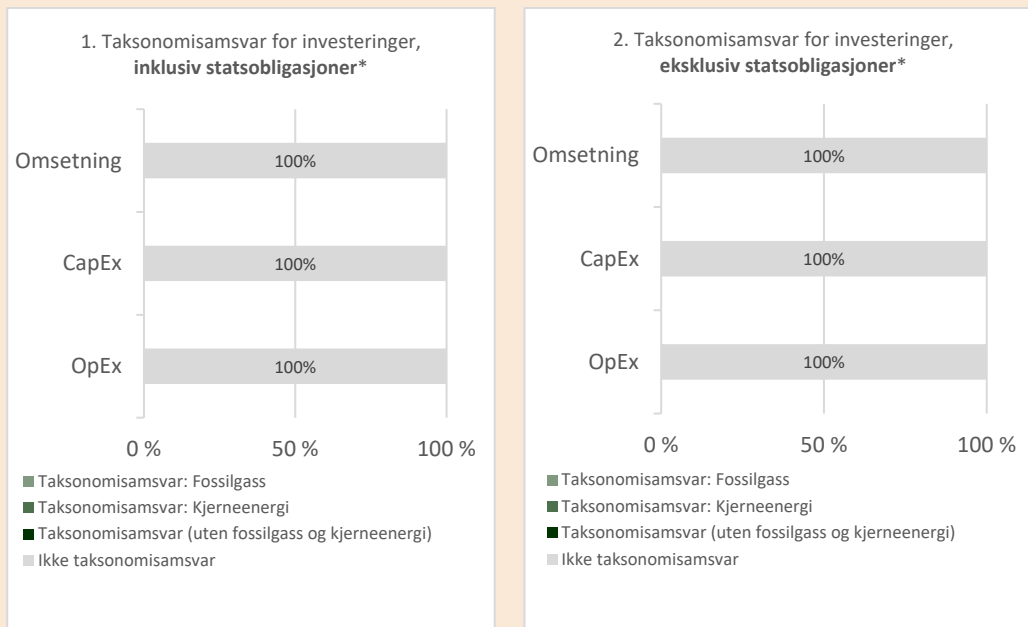 1. Taksonomisamsvar for investeringer,
inklusiv statsobligasjoner*
Omsetning
100%
CapEx
100%
OpEx
100%
0 %
50 %
100 %
Taksonomisamsvar: Fossilgass
Taksonomisamsvar: Kjerneenergi
Taksonomisamsvar (uten fossilgass og kjerneenergi)
Ikke taksonomisamsvar
2. Taksonomisamsvar for investeringer,
eksklusiv statsobligasjoner*
Omsetning
100%
CapEx
100%
OpEx
100%
0 %
50 %
100 %
Taksonomisamsvar: Fossilgass
Taksonomisamsvar: Kjerneenergi
Taksonomisamsvar (uten fossilgass og kjerneenergi)
Ikke taksonomisamsvar